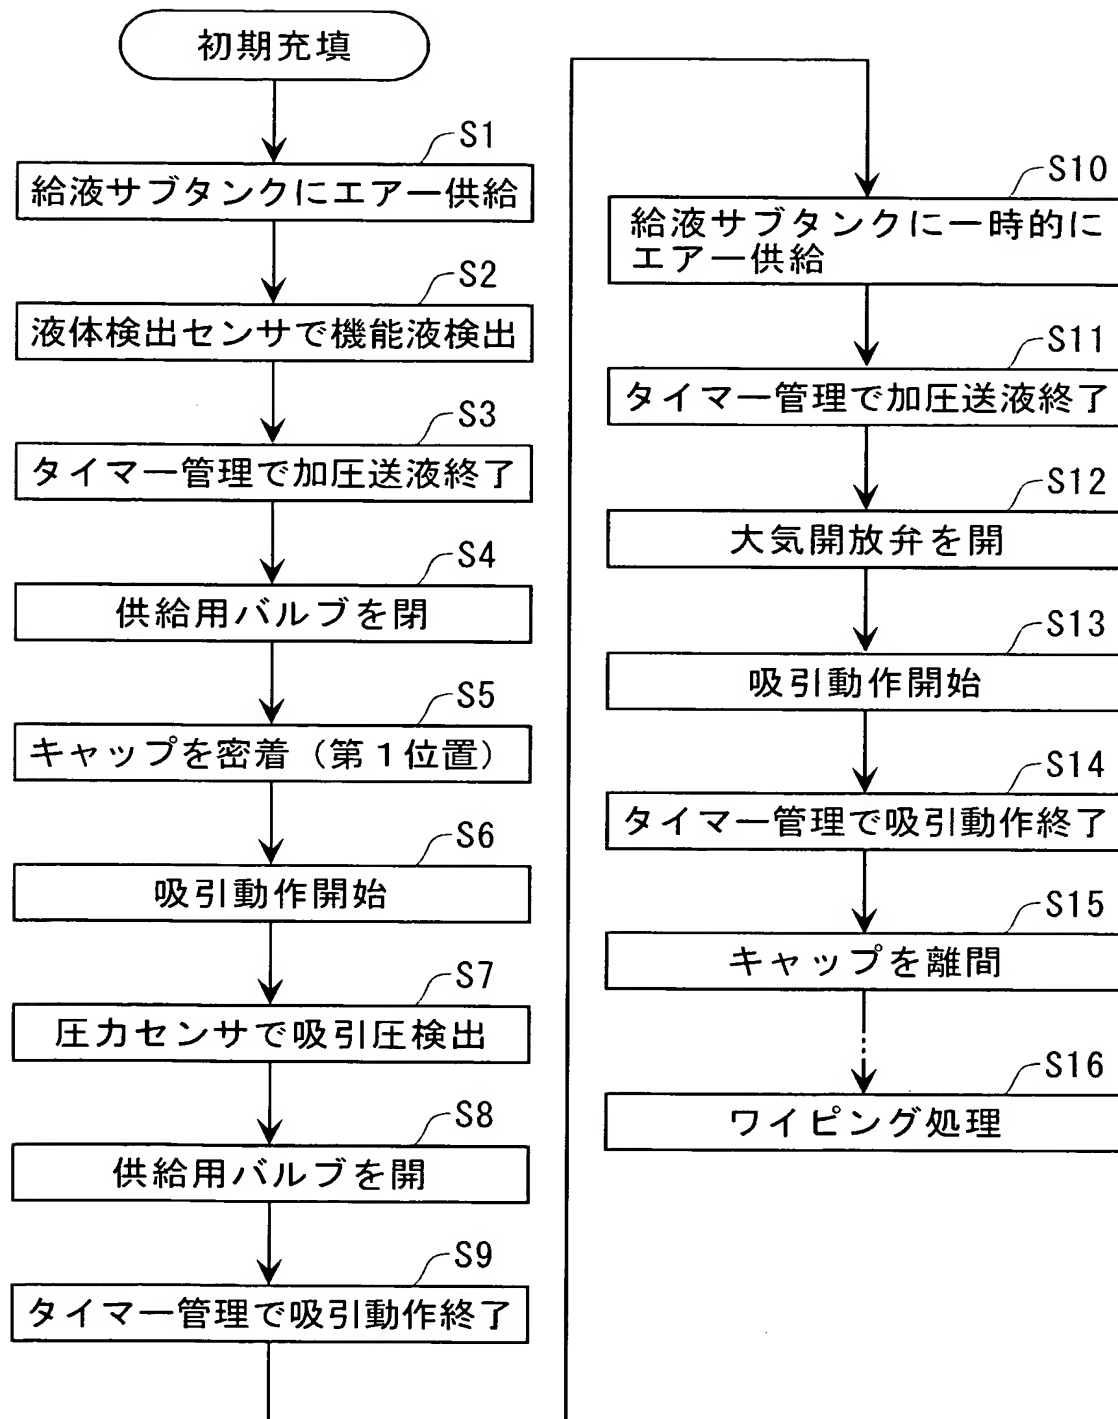 初期充填
S1
給液サブタンクにエアー供給
S2
液体検出センサで機能液検出
S3
タイマー管理で加圧送液終了
S4
供給用バルブを閉
S5
キャップを密着（第１位置）
S6
吸引動作開始
S7
圧力センサで吸引圧検出
S8
供給用バルブを開
S9
タイマー管理で吸引動作終了
S10
給液サブタンクに一時的に
エアー供給
S11
タイマー管理で加圧送液終了
S12
大気開放弁を開
S13
吸引動作開始
S14
タイマー管理で吸引動作終了
S15
キャップを離間
S16
ワイピング処理